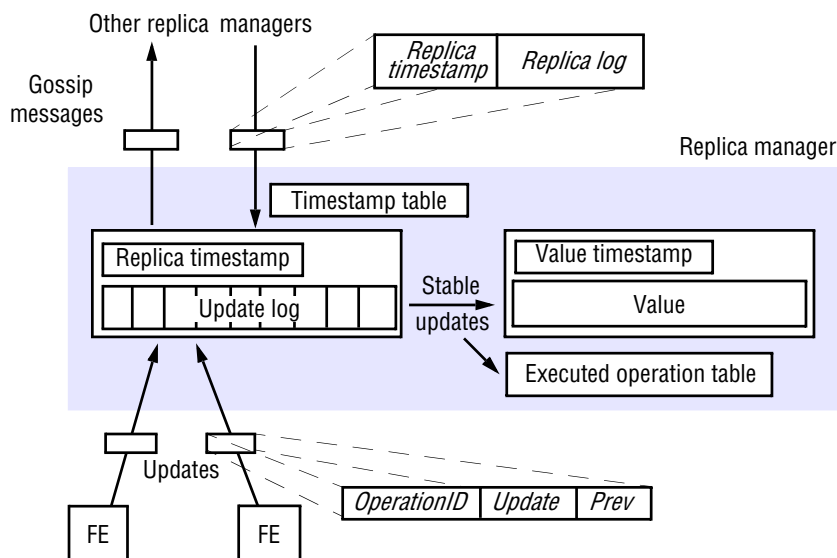 Other replica managers
Replica
timestamp
Replica log
Gossip
messages
Replica manager
Timestamp table
Replica timestamp
Update log
Stable
updates
Value timestamp
Value
Executed operation table
Updates
OperationID
Update
Prev
FE
FE